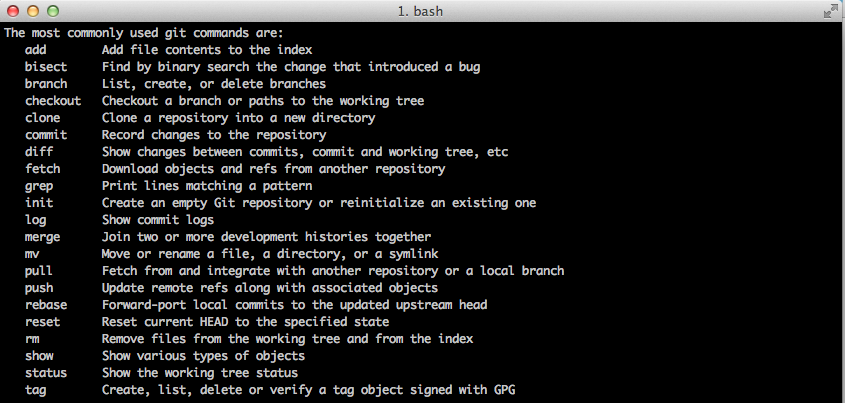 1. bash
The most commonly used git commands are:
   add        Add file contents to the index
   bisect     Find by binary search the change that introduced a bug
   branch     List, create, or delete branches
   checkout   Checkout a branch or paths to the working tree
   clone      Clone a repository into a new directory
   commit     Record changes to the repository
   diff       Show changes between commits, commit and working tree, etc
   fetch      Download objects and refs from another repository
   grep       Print lines matching a pattern
   init       Create an empty Git repository or reinitialize an existing one
   log        Show commit logs
   merge      Join two or more development histories together
   mv         Move or rename a file, a directory, or a symlink
   pull       Fetch from and integrate with another repository or a local branch
   push       Update remote refs along with associated objects
   rebase     Forward-port local commits to the updated upstream head
   reset      Reset current HEAD to the specified state
   rm         Remove files from the working tree and from the index
   show       Show various types of objects
   status     Show the working tree status
   tag        Create, list, delete or verify a tag object signed with GPG